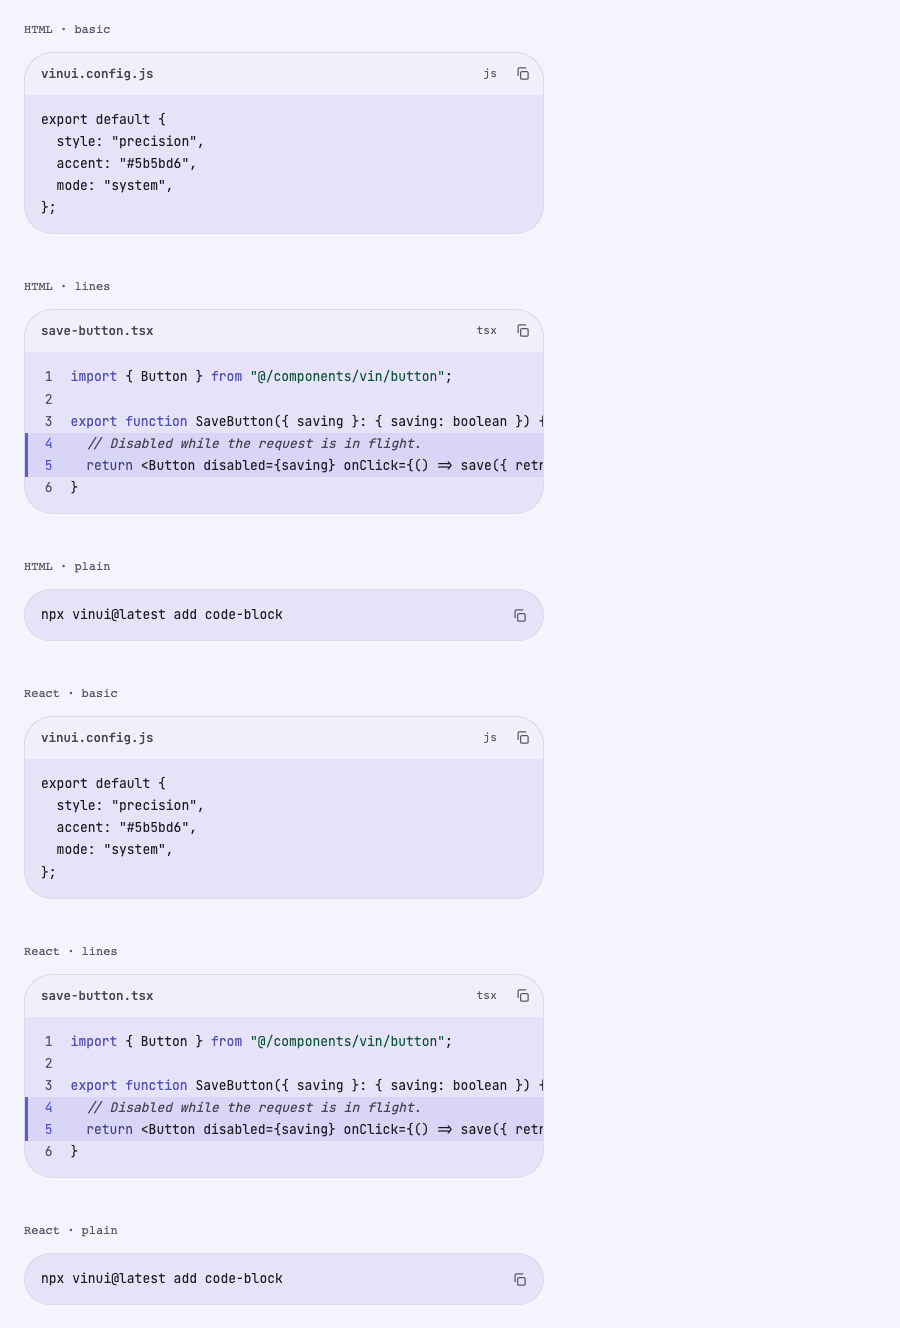 HTML · basic
vinui.config.js js
export default {
  style: "precision",
  accent: "#5b5bd6",
  mode: "system",
};
HTML · lines
save-button.tsx tsx
1 import { Button } from "@/components/vin/button";
2
3 export function SaveButton({ saving }: { saving: boolean }) {
4   // Disabled while the request is in flight.
5   return <Button disabled={saving} onClick={() => save({ retr
6 }
HTML · plain
npx vinui@latest add code-block
React · basic
vinui.config.js js
export default {
  style: "precision",
  accent: "#5b5bd6",
  mode: "system",
};
React · lines
save-button.tsx tsx
1 import { Button } from "@/components/vin/button";
2
3 export function SaveButton({ saving }: { saving: boolean }) {
4   // Disabled while the request is in flight.
5   return <Button disabled={saving} onClick={() => save({ retr
6 }
React · plain
npx vinui@latest add code-block